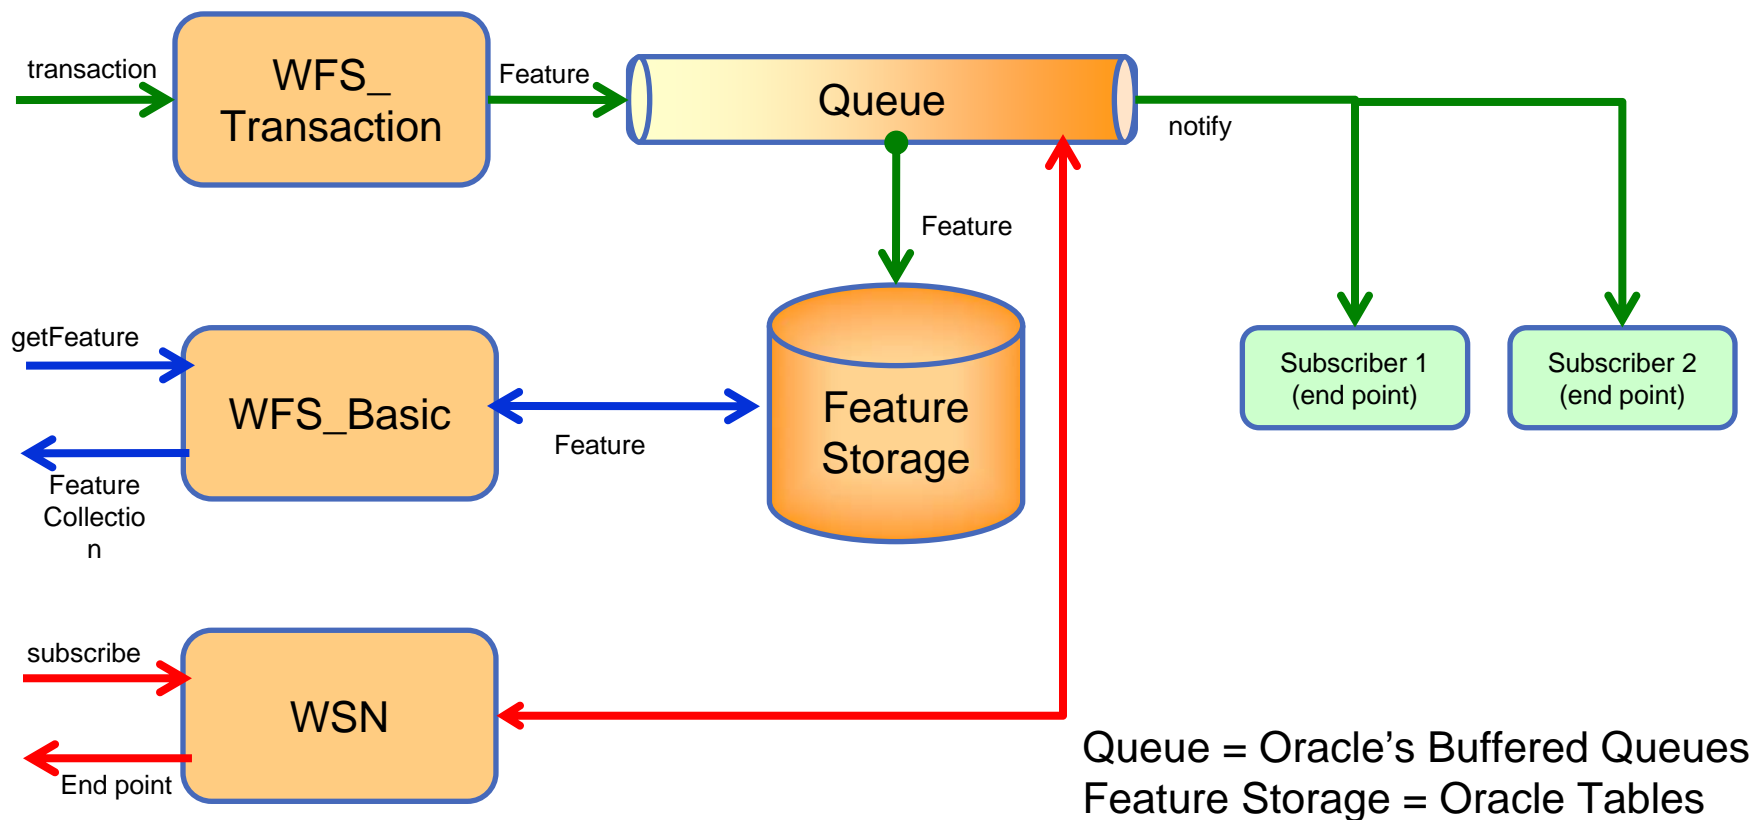 transaction
WFS_
Transaction
Feature
Queue
notify
Feature
getFeature
WFS_Basic
Feature
Collectio
n
Feature
Feature
Storage
Subscriber 1
(end point)
Subscriber 2
(end point)
subscribe
WSN
End point
Queue = Oracle’s Buffered Queues
Feature Storage = Oracle Tables